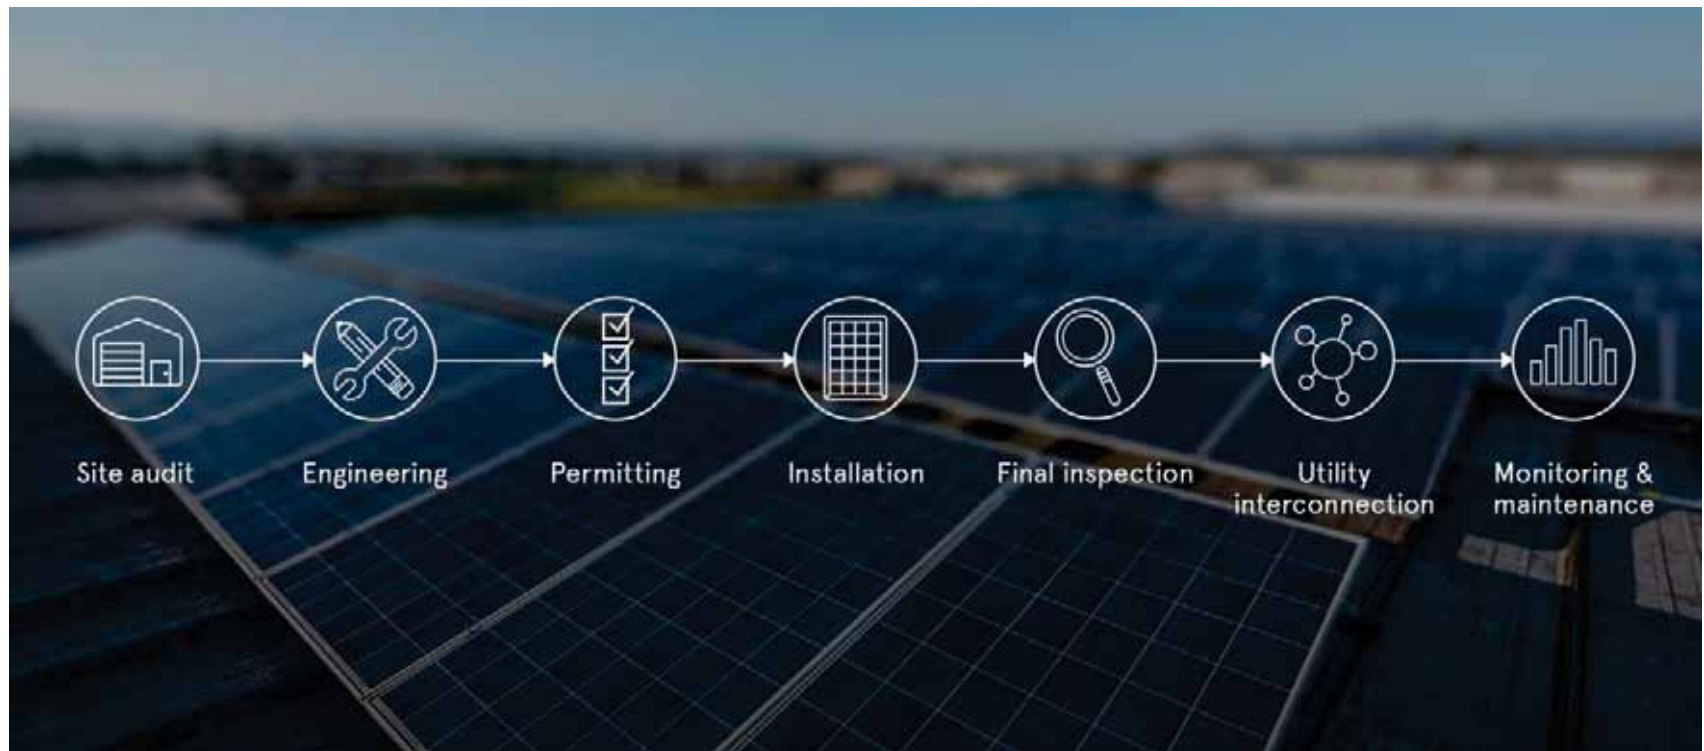 Site audit
Engineering
Permitting
Installation
Final inspection
Utility
interconnection
Monitoring &
maintenance